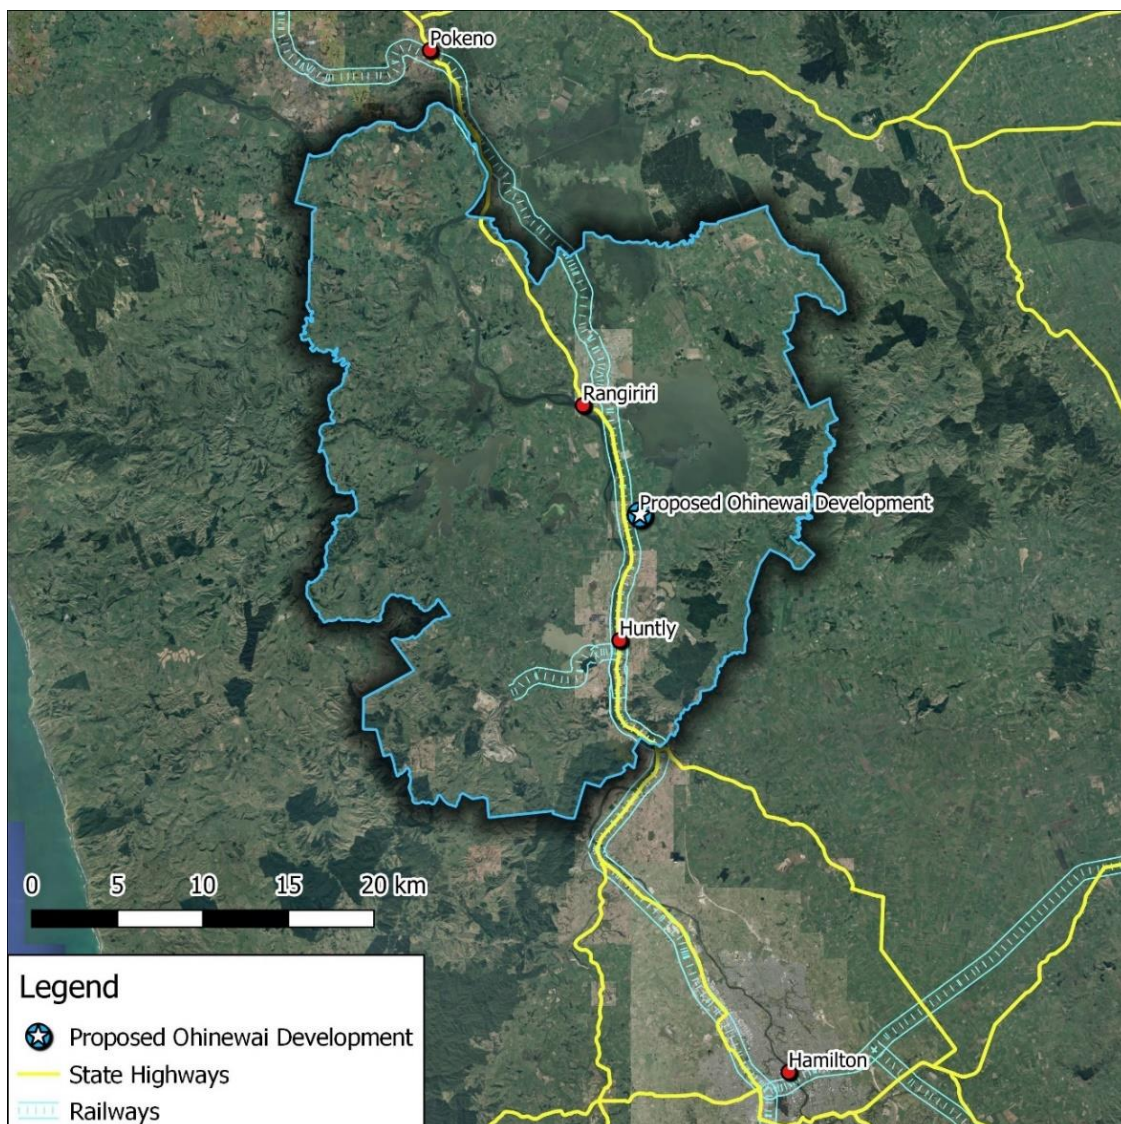 Pokeno
Rangiriri
Proposed Ohinewai Development
Huntly
0 5 10 15 20 km
Hamilton
Legend
Proposed Ohinewai Development
State Highways
Railways